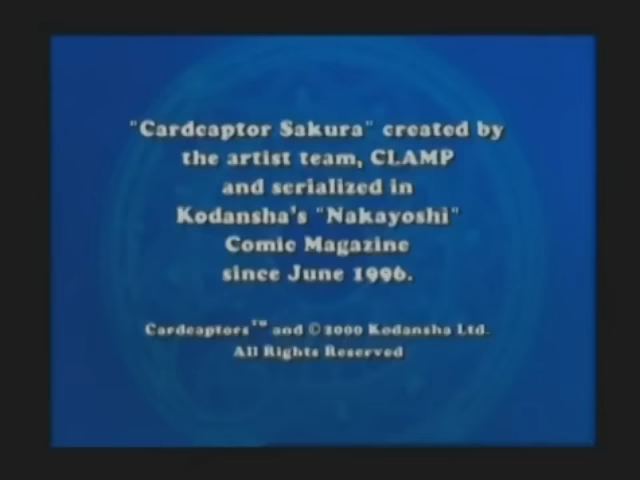 "Cardcaptor Sakura" created by
the artist team, CLAMP
and serialized in
Kodansha's "Nakayoshi"
Comic Magazine
since June 1996.
Cardcaptors™ and © 2000 Kodansha Ltd.
All Rights Reserved